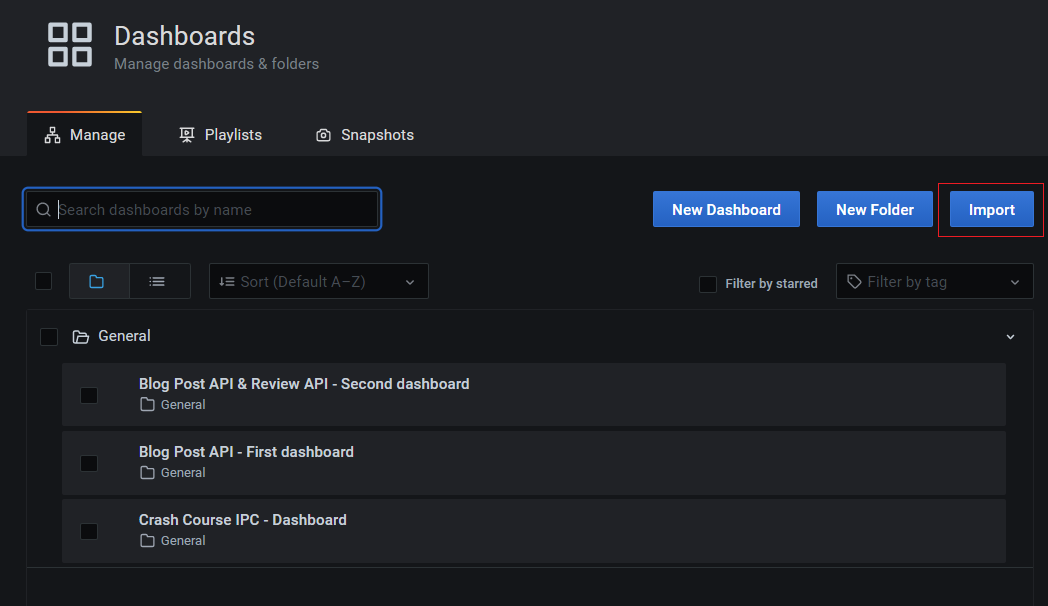 Dashboards
Manage dashboards & folders
Manage Playlists Snapshots
Search dashboards by name New Dashboard New Folder Import
Sort (Default A–Z) Filter by starred Filter by tag
General
Blog Post API & Review API - Second dashboard
General
Blog Post API - First dashboard
General
Crash Course IPC - Dashboard
General